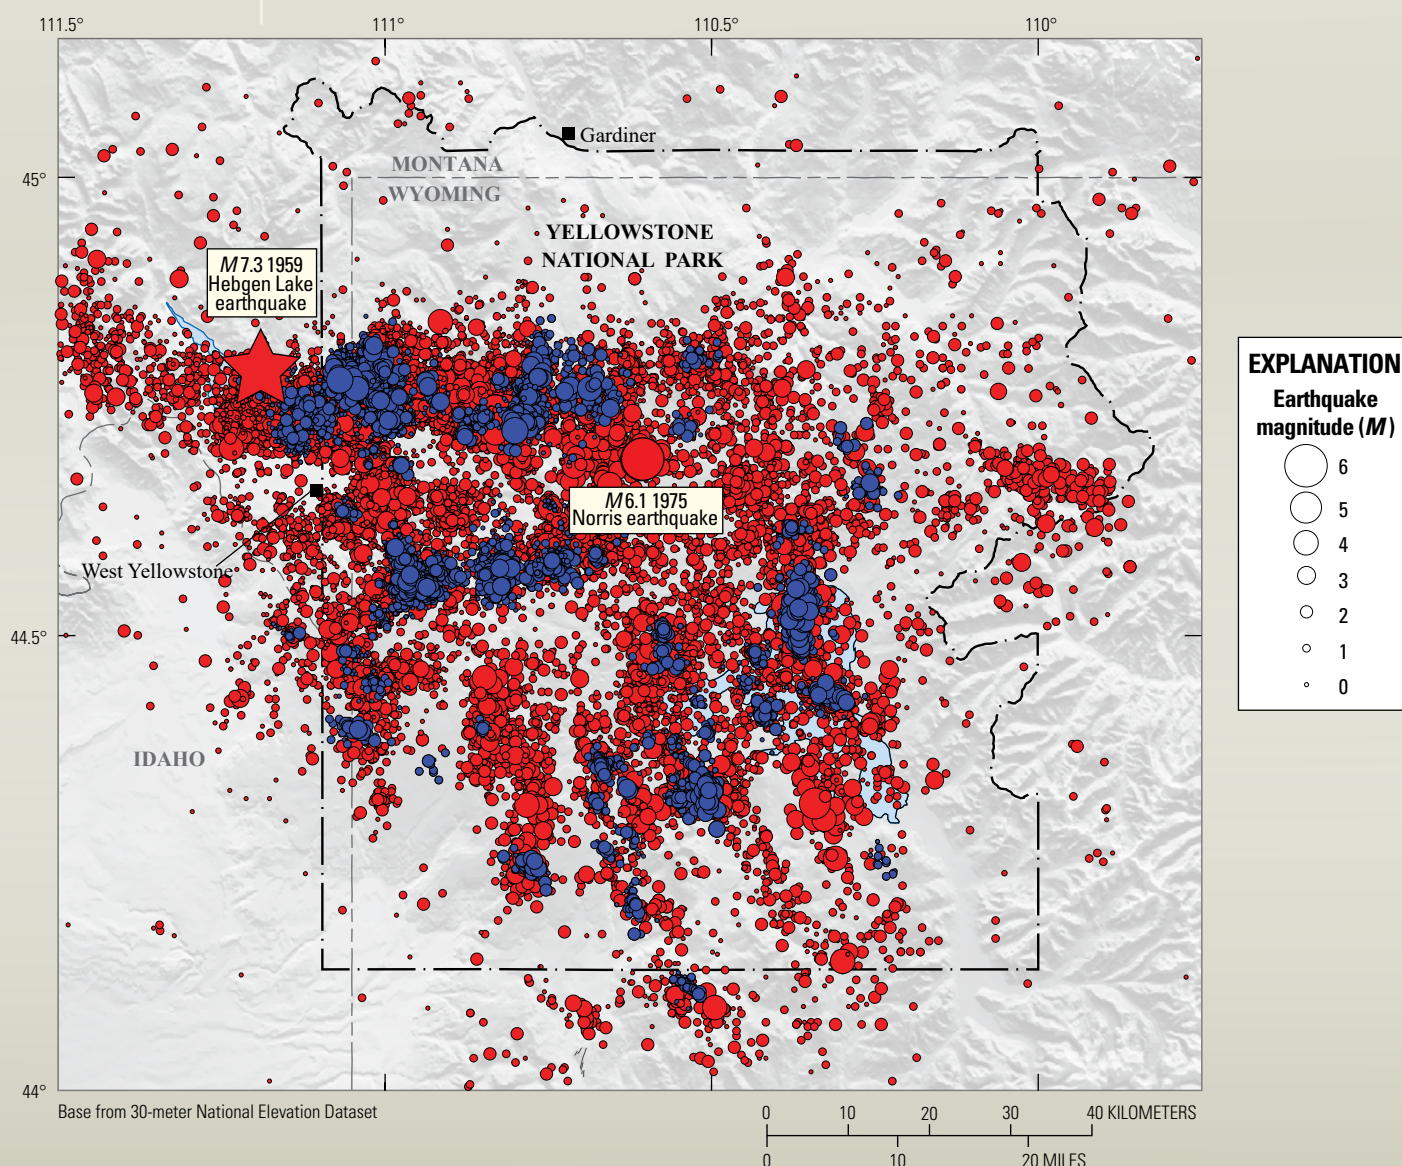 111.5°
111°
110.5°
110°
Gardiner
MONTANA
45°
WYOMING
YELLOWSTONE
NATIONAL PARK
M 7.3 1959
Hebgen Lake
earthquake
EXPLANATION
Earthquake
magnitude (M)
6
5
4
3
2
1
0
M 6.1 1975
Norris earthquake
West Yellowstone
44.5°
IDAHO
44°
Base from 30-meter National Elevation Dataset
0 10 20 30 40 KILOMETERS
0 10 20 MILES